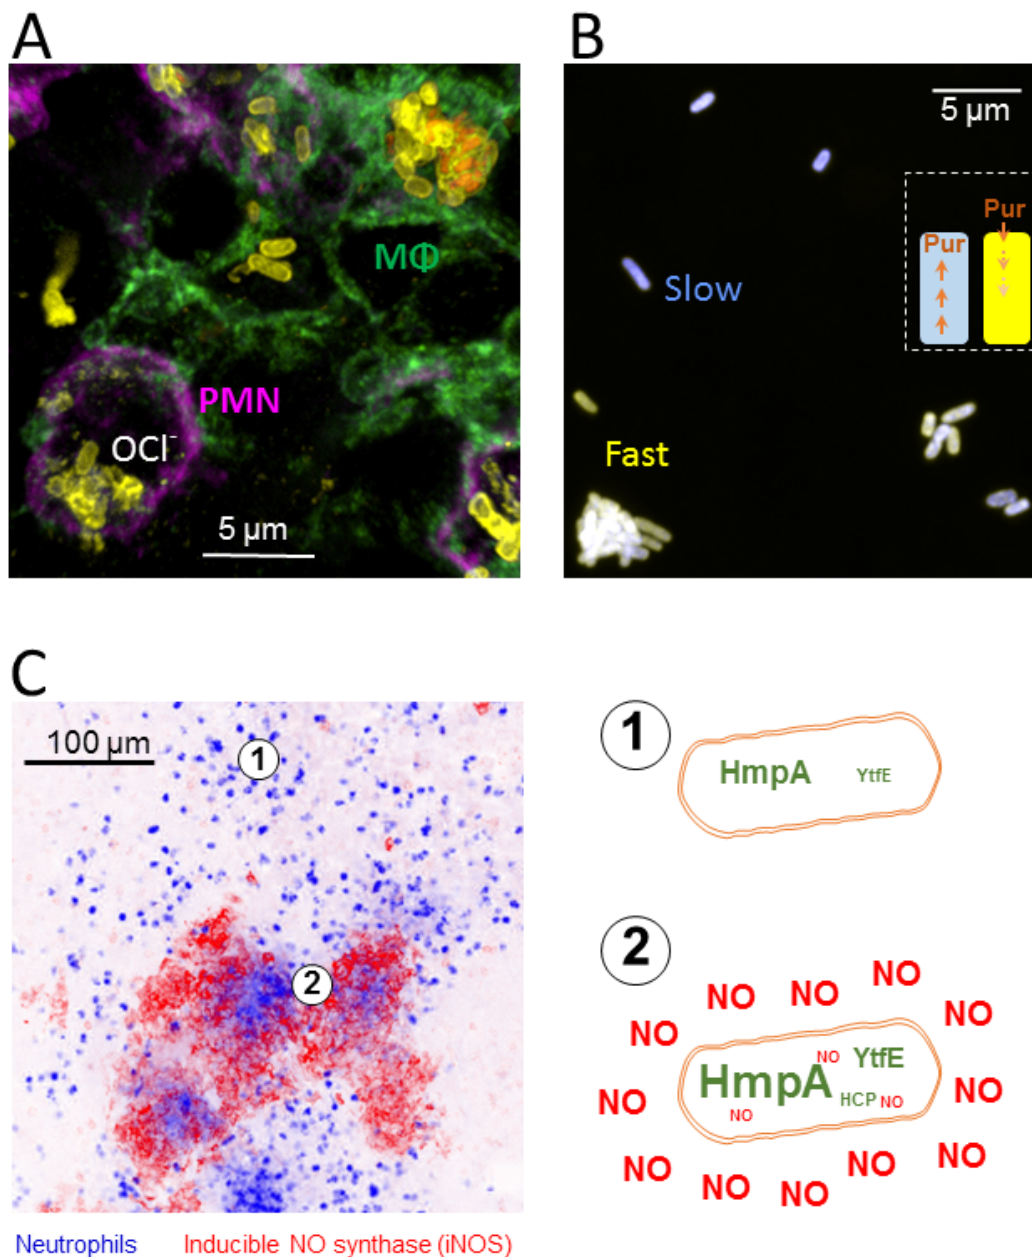 A
MΦ
PMN
OCl⁻
5 µm
B
5 µm
Pur
Pur
Slow
Fast
C
100 µm
1
2
Neutrophils Inducible NO synthase (iNOS)
1
HmpA YtfE
2
NO
NO
NO
NO
NO
NO
NO
NO
NO
NO
NO
NO
NO
HmpA
NO
YtfE
HCP
NO
NO